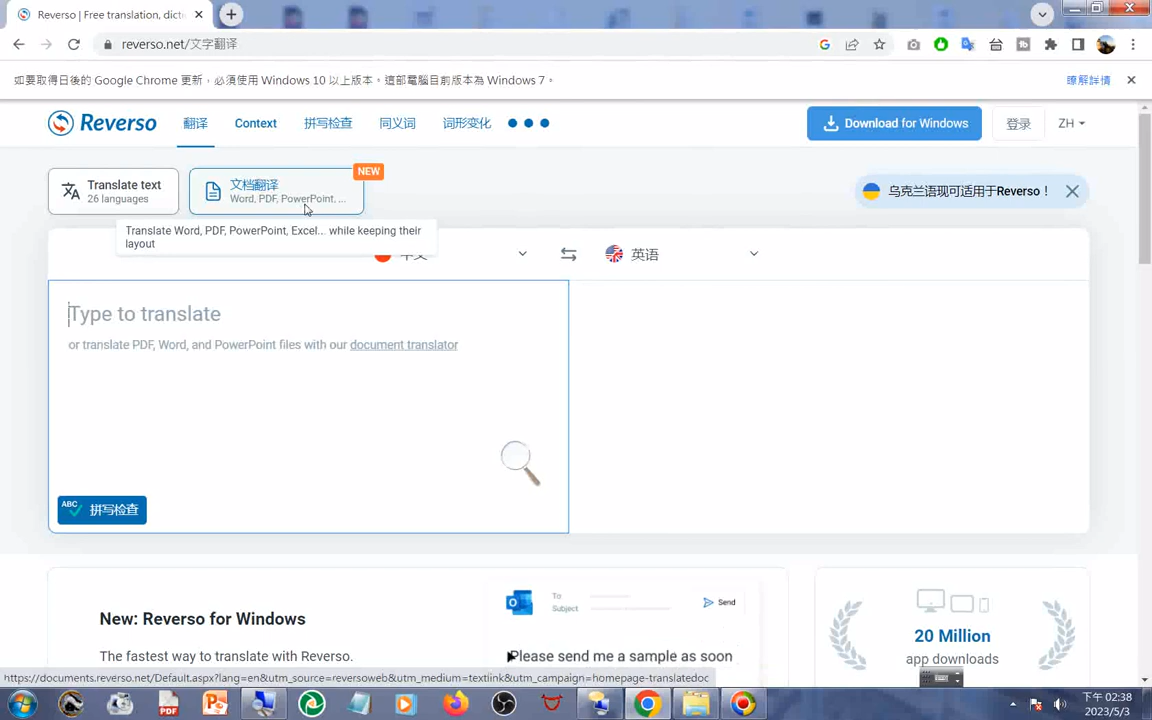 Reverso | Free translation, dict
reverso.net/文字翻译
如要取得日後的 Google Chrome 更新，必須使用 Windows 10 以上版本。這部電腦目前版本為 Windows 7。
瞭解詳情
Reverso 翻译 Context 拼写检查 同义词 词形变化
Download for Windows 登录 ZH
Translate text
26 languages
文档翻译
Word, PDF, PowerPoint, ...
NEW
乌克兰语现可适用于Reverso！
Translate Word, PDF, PowerPoint, Excel... while keeping their
layout
中文 英语
Type to translate
or translate PDF, Word, and PowerPoint files with our document translator
ABC 拼写检查
New: Reverso for Windows
The fastest way to translate with Reverso.
To
Subject
Send
Please send me a sample as soon
20 Million
app downloads
https://documents.reverso.net/Default.aspx?lang=en&utm_source=reversoweb&utm_medium=textlink&utm_campaign=homepage-translatedoc
PDF
下午 02:38
2023/5/3